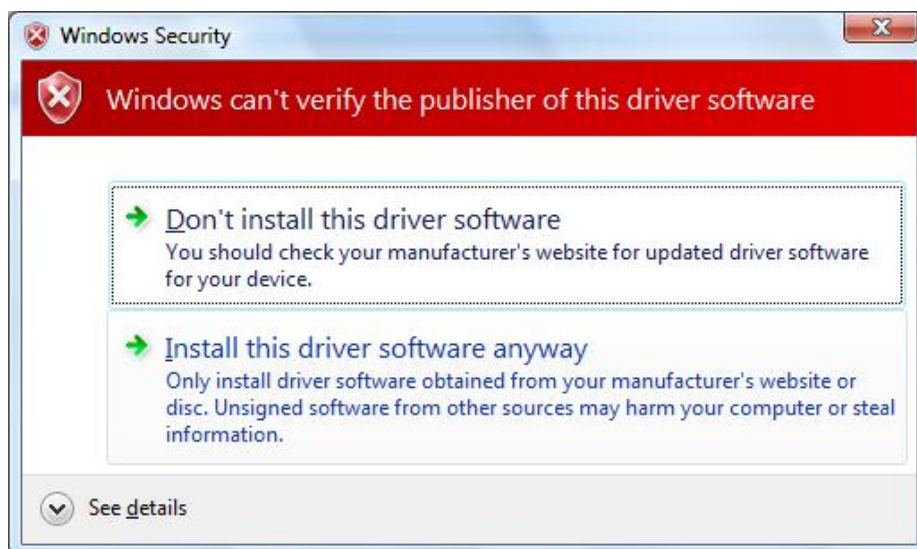 Windows Security
Windows can't verify the publisher of this driver software
Don't install this driver software
You should check your manufacturer's website for updated driver software
for your device.
Install this driver software anyway
Only install driver software obtained from your manufacturer's website or
disc. Unsigned software from other sources may harm your computer or steal
information.
See details